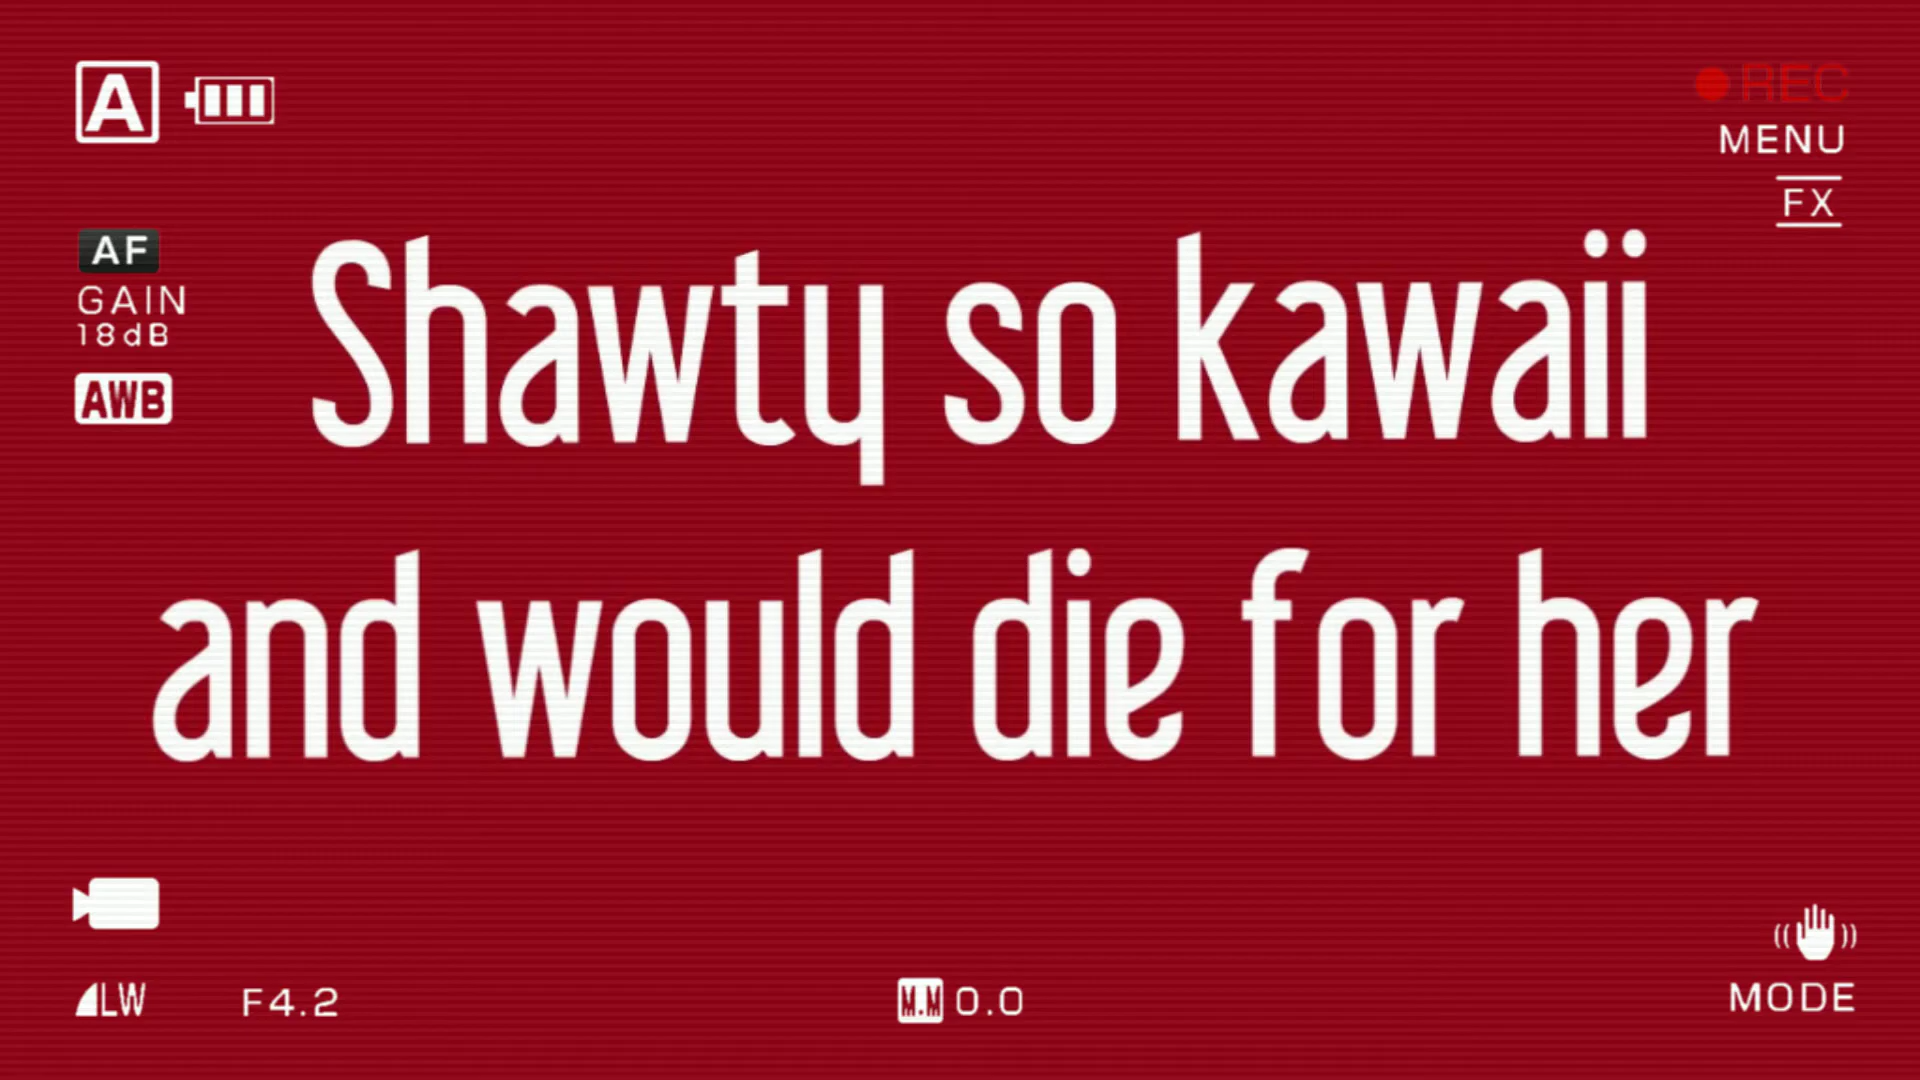 A
REC
MENU
FX
AF
GAIN
18dB
AWB
Shawty so kawaii
and would die for her
LW
F4.2
M.M 0.0
MODE